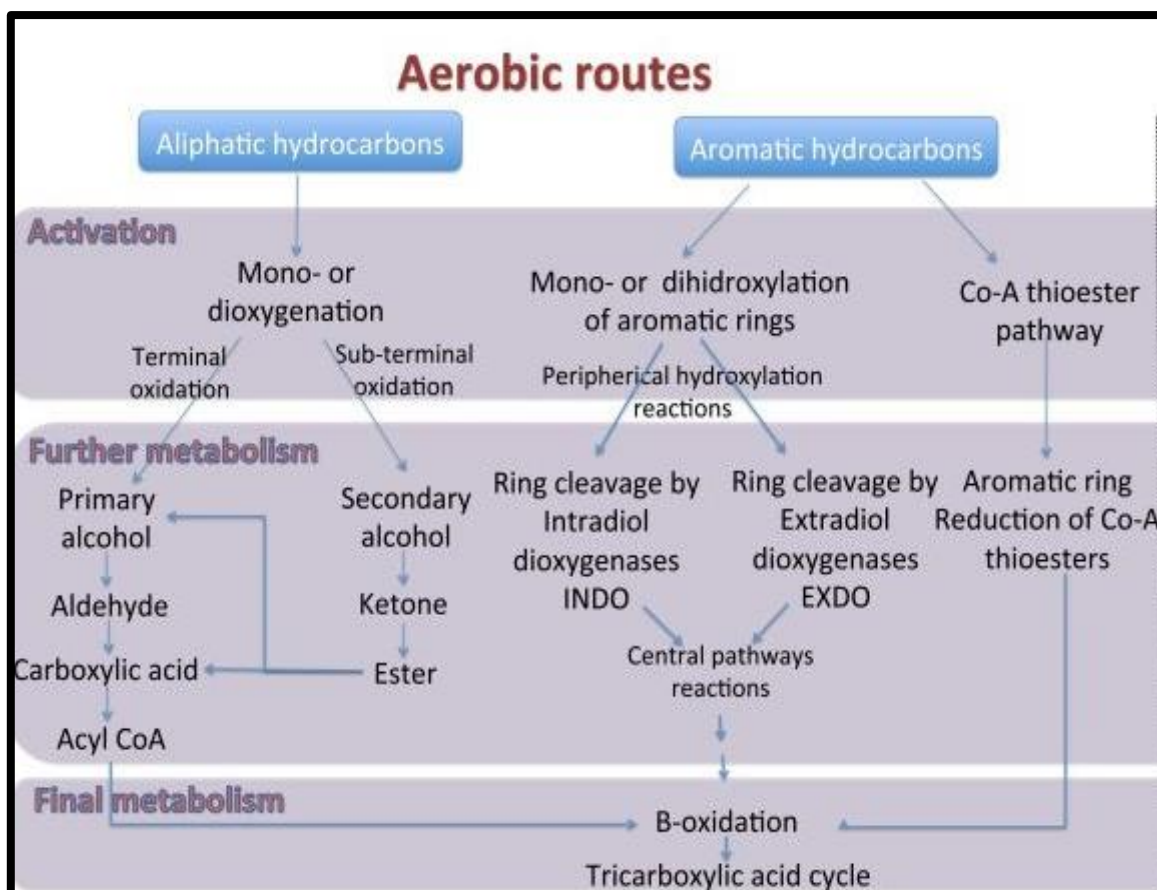 Aerobic routes
Aliphatic hydrocarbons
Aromatic hydrocarbons
Activation
Mono- or
dioxygenation
Terminal
oxidation
Sub-terminal
oxidation
Mono- or dihidroxylation
of aromatic rings
Peripherical hydroxylation
reactions
Co-A thioester
pathway
Further metabolism
Primary
alcohol
Aldehyde
Carboxylic acid
Acyl CoA
Secondary
alcohol
Ketone
Ester
Ring cleavage by
Intradiol
dioxygenases
INDO
Ring cleavage by
Extradiol
dioxygenases
EXDO
Central pathways
reactions
Aromatic ring
Reduction of Co-A
thioesters
Final metabolism
B-oxidation
Tricarboxylic acid cycle